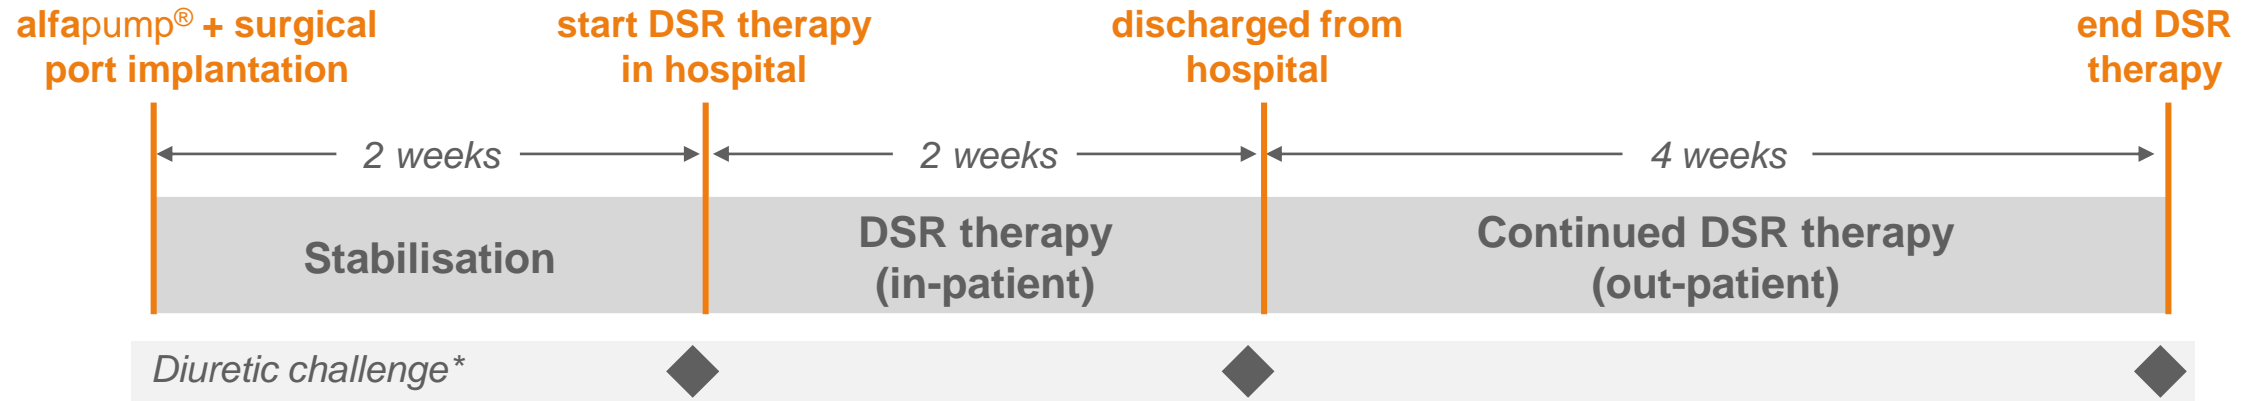 alfapump® + surgical
port implantation
start DSR therapy
in hospital
discharged from
hospital
end DSR
therapy
2 weeks
2 weeks
4 weeks
Stabilisation
DSR therapy
(in-patient)
Continued DSR therapy
(out-patient)
Diuretic challenge*